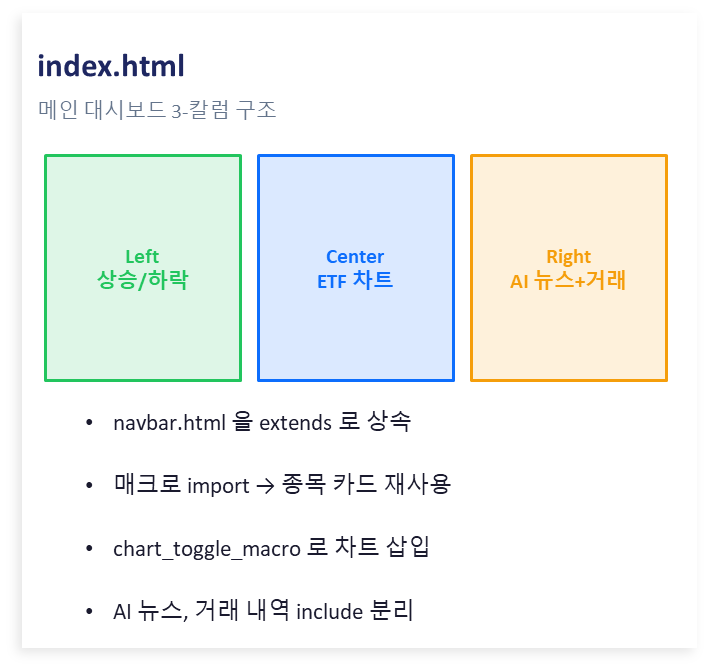 index.html
메인 대시보드 3-칼럼 구조
Left
상승/하락
Center
ETF 차트
Right
AI 뉴스+거래
• navbar.html 을 extends 로 상속
• 매크로 import → 종목 카드 재사용
• chart_toggle_macro 로 차트 삽입
• AI 뉴스, 거래 내역 include 분리